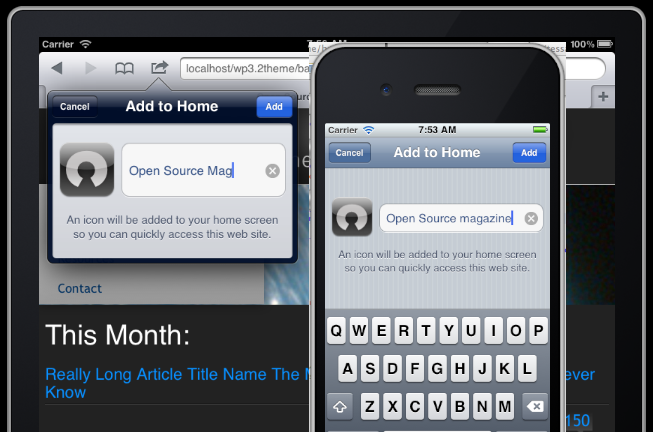 Carrier
100%
localhost/wp3.2theme/ba
Cancel
Add to Home
Add
Open Source Mag
An icon will be added to your home screen
so you can quickly access this web site.
Contact
This Month:
Really Long Article Title Name The M
ever
Know
150
Carrier
7:53 AM
Cancel
Add to Home
Add
Open Source magazine
An icon will be added to your home screen
so you can quickly access this web site.
Q W E R T Y U I O P
A S D F G H J K L
Z X C V B N M